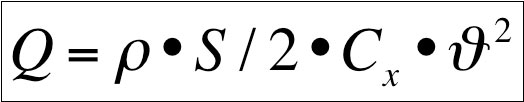 Q = ρ • S / 2 • Cₓ • ϑ²